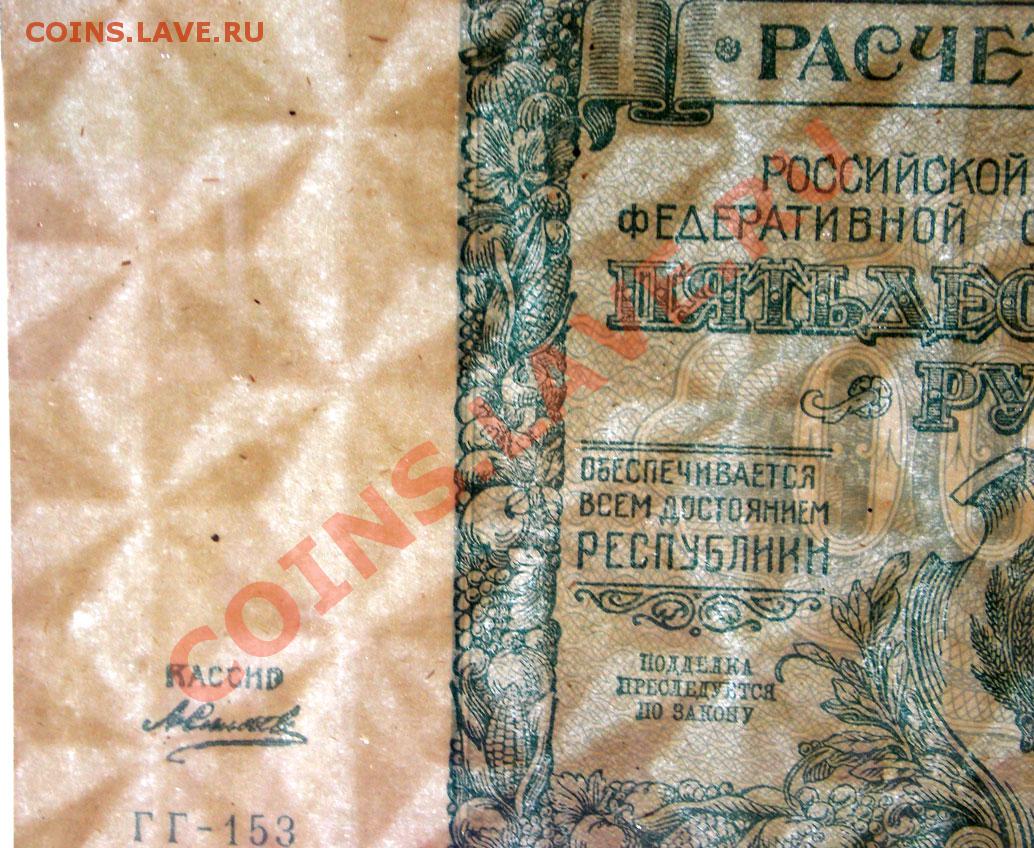 COINS.LAVE.RU
РАСЧЕ
РОССИЙСКОЙ
ФЕДЕРАТИВНОЙ С
ПЯТЬДЕС
РУ
ОБЕСПЕЧИВАЕТСЯ
ВСЕМ ДОСТОЯНИЕМ
РЕСПУБЛИКИ
ПОДДЕЛКА
ПРЕСЛЕДУЕТСЯ
ПО ЗАКОНУ
КАССИР
ГГ-153
COINS.LAVE.RU